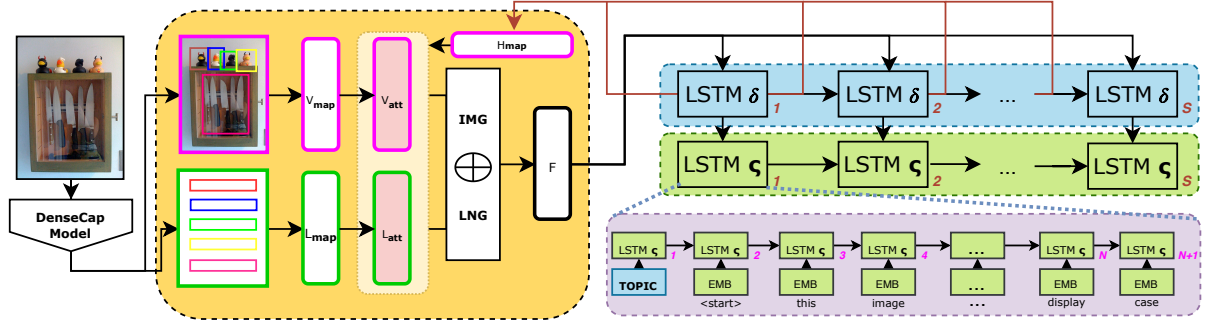 DenseCap
Model
Vmap
Vatt
Hmap
Lmap
Latt
IMG
LNG
F
LSTM δ
1
LSTM δ
2
...
LSTM δ
S
LSTM ς
1
LSTM ς
2
...
LSTM ς
S
LSTM ς
1
LSTM ς
2
LSTM ς
3
LSTM ς
4
...
LSTM ς
N
LSTM ς
N+1
TOPIC
EMB
EMB
EMB
...
EMB
EMB
<start>
this
image
...
display
case